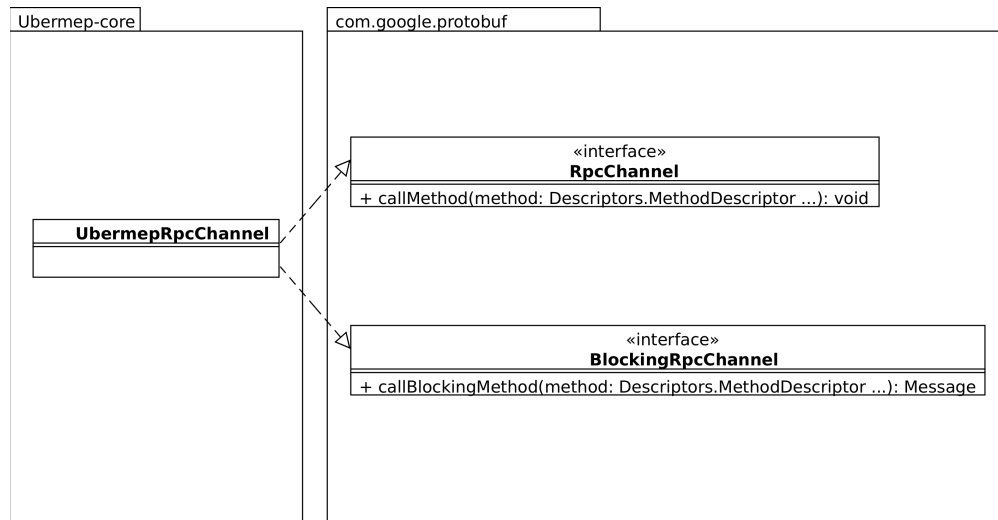 Ubermep-core
com.google.protobuf
«interface»
RpcChannel
+ callMethod(method: Descriptors.MethodDescriptor ...): void
UbermepRpcChannel
«interface»
BlockingRpcChannel
+ callBlockingMethod(method: Descriptors.MethodDescriptor ...): Message